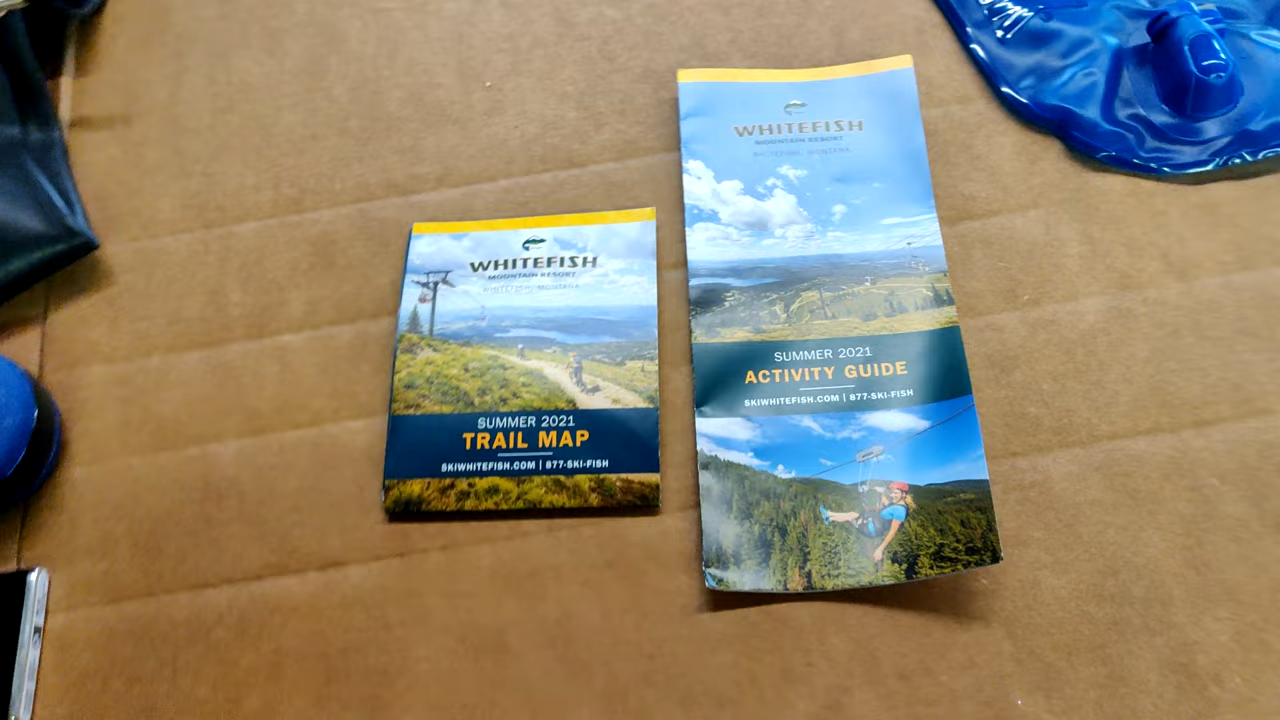 WHITEFISH
MOUNTAIN RESORT
WHITEFISH, MONTANA
SUMMER 2021
TRAIL MAP
SKIWHITEFISH.COM | 877-SKI-FISH
WHITEFISH
MOUNTAIN RESORT
WHITEFISH, MONTANA
SUMMER 2021
ACTIVITY GUIDE
SKIWHITEFISH.COM | 877-SKI-FISH